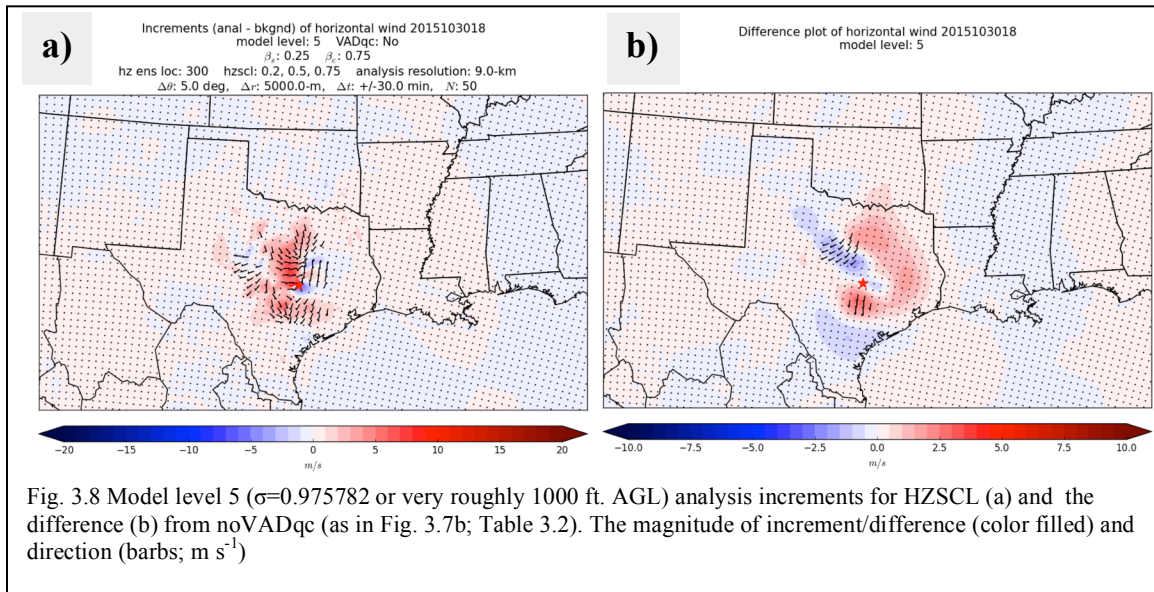 a)
Increments (anal - bkgnd) of horizontal wind 2015103018
model level: 5 VADqc: No
βs: 0.25 βe: 0.75
hz ens loc: 300 hzscl: 0.2, 0.5, 0.75 analysis resolution: 9.0-km
Δθ: 5.0 deg, Δr: 5000.0-m, Δt: +/-30.0 min, N: 50
−20 −15 −10 −5 0 5 10 15 20
m/s
b)
Difference plot of horizontal wind 2015103018
model level: 5
−10.0 −7.5 −5.0 −2.5 0.0 2.5 5.0 7.5 10.0
m/s
Fig. 3.8 Model level 5 (σ=0.975782 or very roughly 1000 ft. AGL) analysis increments for HZSCL (a) and the
difference (b) from noVADqc (as in Fig. 3.7b; Table 3.2). The magnitude of increment/difference (color filled) and
direction (barbs; m s⁻¹)